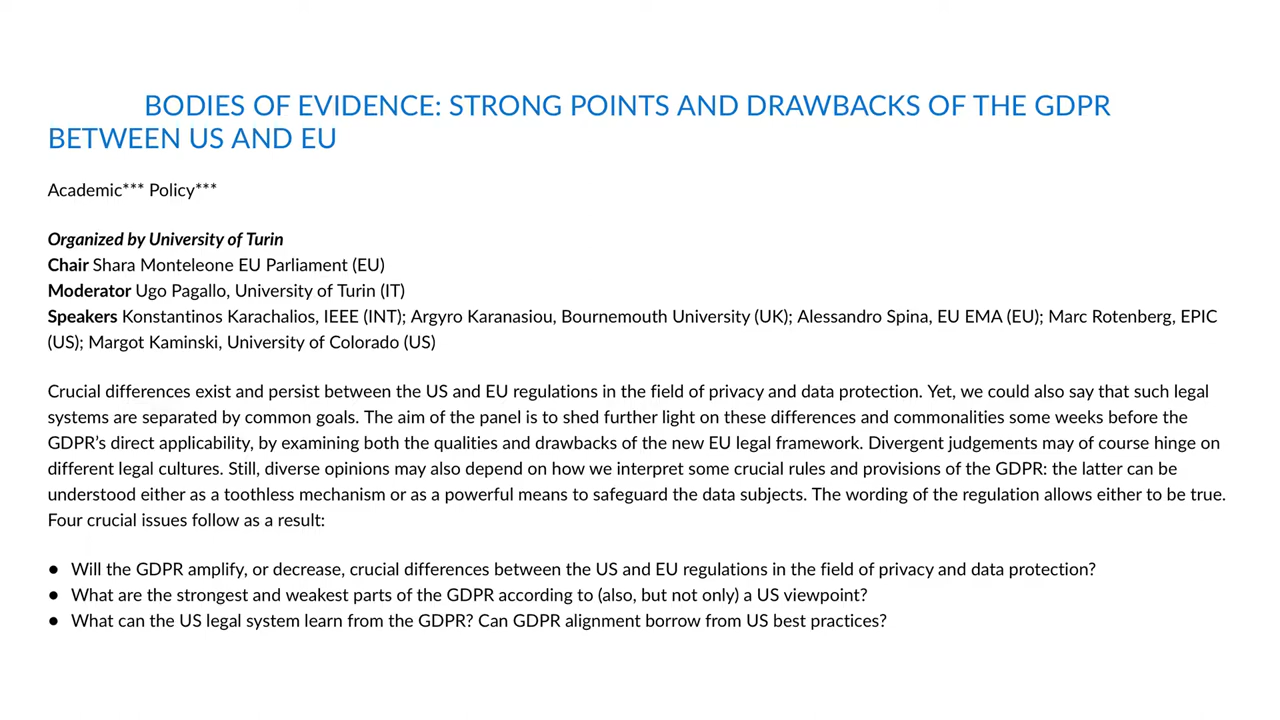 BODIES OF EVIDENCE: STRONG POINTS AND DRAWBACKS OF THE GDPR
BETWEEN US AND EU
Academic*** Policy***
Organized by University of Turin
Chair Shara Monteleone EU Parliament (EU)
Moderator Ugo Pagallo, University of Turin (IT)
Speakers Konstantinos Karachalios, IEEE (INT); Argyro Karanasiou, Bournemouth University (UK); Alessandro Spina, EU EMA (EU); Marc Rotenberg, EPIC
(US); Margot Kaminski, University of Colorado (US)
Crucial differences exist and persist between the US and EU regulations in the field of privacy and data protection. Yet, we could also say that such legal
systems are separated by common goals. The aim of the panel is to shed further light on these differences and commonalities some weeks before the
GDPR’s direct applicability, by examining both the qualities and drawbacks of the new EU legal framework. Divergent judgements may of course hinge on
different legal cultures. Still, diverse opinions may also depend on how we interpret some crucial rules and provisions of the GDPR: the latter can be
understood either as a toothless mechanism or as a powerful means to safeguard the data subjects. The wording of the regulation allows either to be true.
Four crucial issues follow as a result:
● Will the GDPR amplify, or decrease, crucial differences between the US and EU regulations in the field of privacy and data protection?
● What are the strongest and weakest parts of the GDPR according to (also, but not only) a US viewpoint?
● What can the US legal system learn from the GDPR? Can GDPR alignment borrow from US best practices?